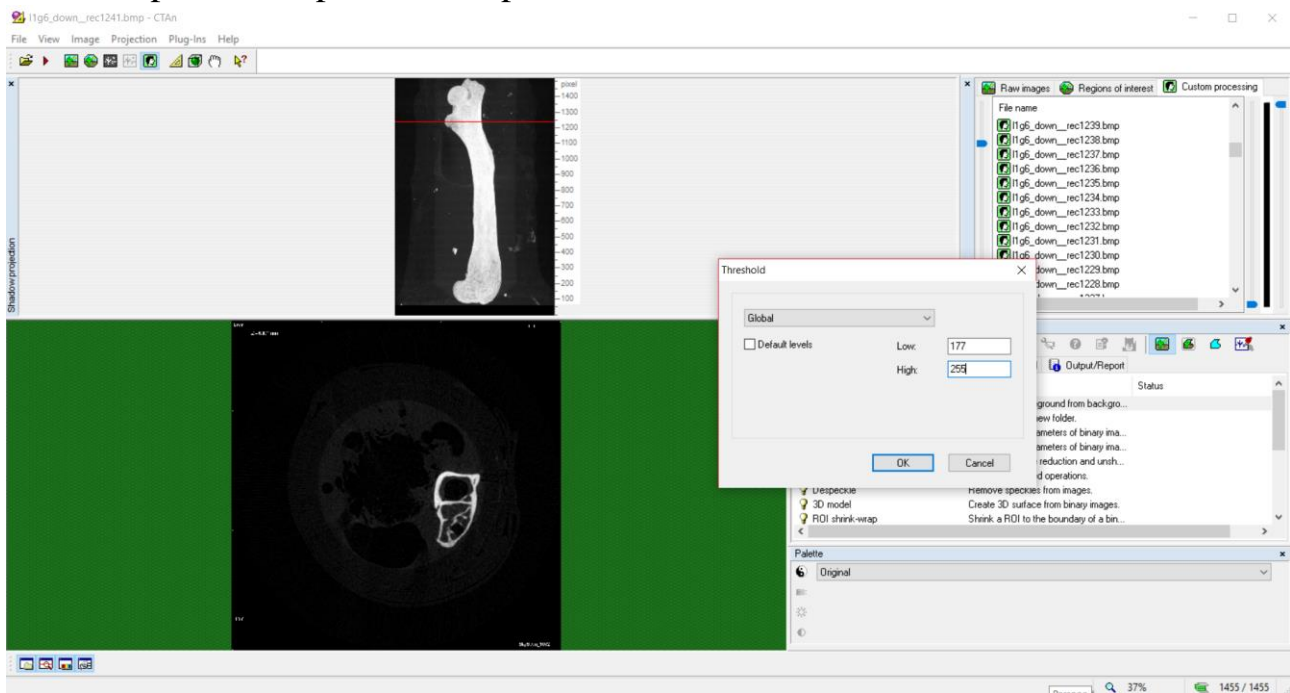 l1g6_down__rec1241.bmp - CTAn
File View Image Projection Plug-Ins Help
Shadow projection
pixel
1400
1300
1200
1100
1000
900
800
700
600
500
400
300
200
100
Raw images Regions of interest Custom processing
File name
l1g6_down__rec1239.bmp
l1g6_down__rec1238.bmp
l1g6_down__rec1237.bmp
l1g6_down__rec1236.bmp
l1g6_down__rec1235.bmp
l1g6_down__rec1234.bmp
l1g6_down__rec1233.bmp
l1g6_down__rec1232.bmp
l1g6_down__rec1231.bmp
l1g6_down__rec1230.bmp
down__rec1229.bmp
down__rec1228.bmp
Threshold
Global
Default levels
Low: 177
High: 255
OK Cancel
Output/Report
Status
ground from backgro...
new folder.
ameters of binary ima...
ameters of binary ima...
reduction and unsh...
d operations.
Despeckle Remove speckles from images.
3D model Create 3D surface from binary images.
ROI shrink-wrap Shrink a ROI to the boundary of a bin...
Palette
Original
37% 1455 / 1455